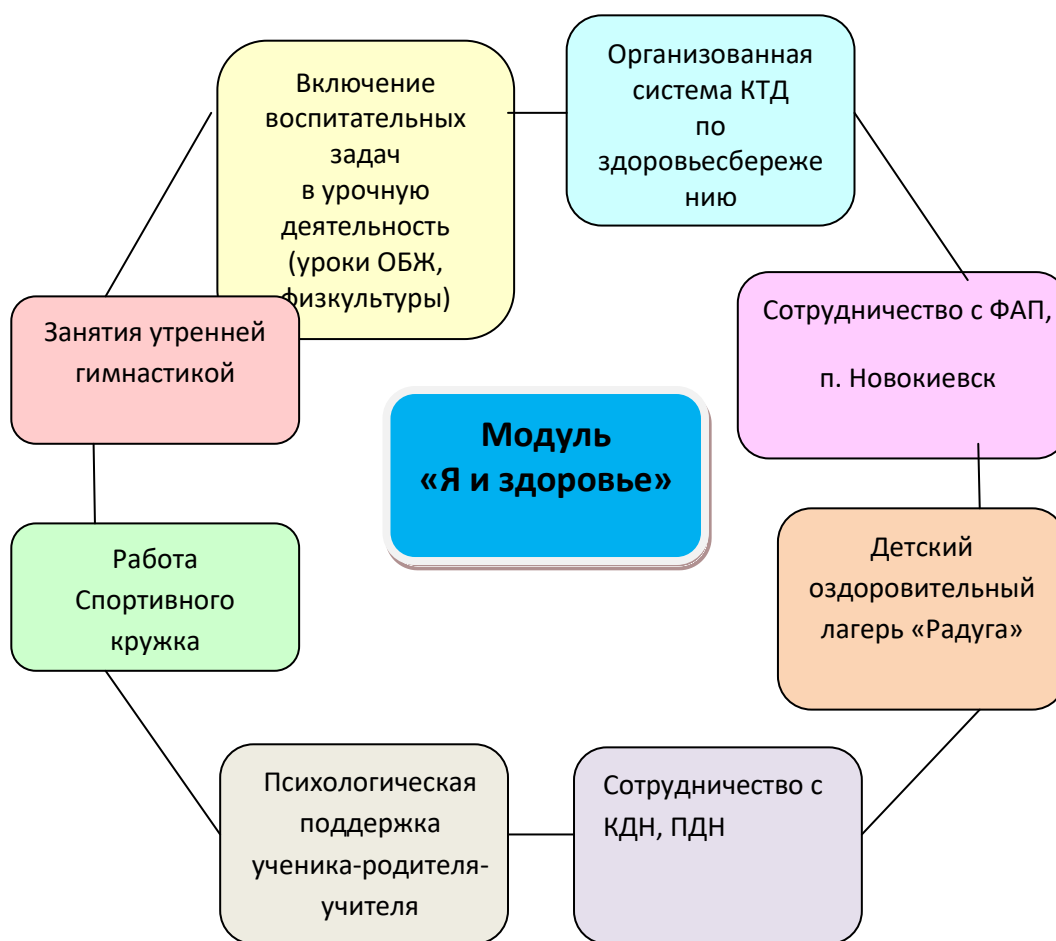 Включение
воспитательных
задач
в урочную
деятельность
(уроки ОБЖ,
физкультуры)
Организованная
система КТД
по
здоровьесбереже
нию
Занятия утренней
гимнастикой
Сотрудничество с ФАП,
п. Новокиевск
Модуль
«Я и здоровье»
Работа
Спортивного
кружка
Детский
оздоровительный
лагерь «Радуга»
Психологическая
поддержка
ученика-родителя-
учителя
Сотрудничество с
КДН, ПДН